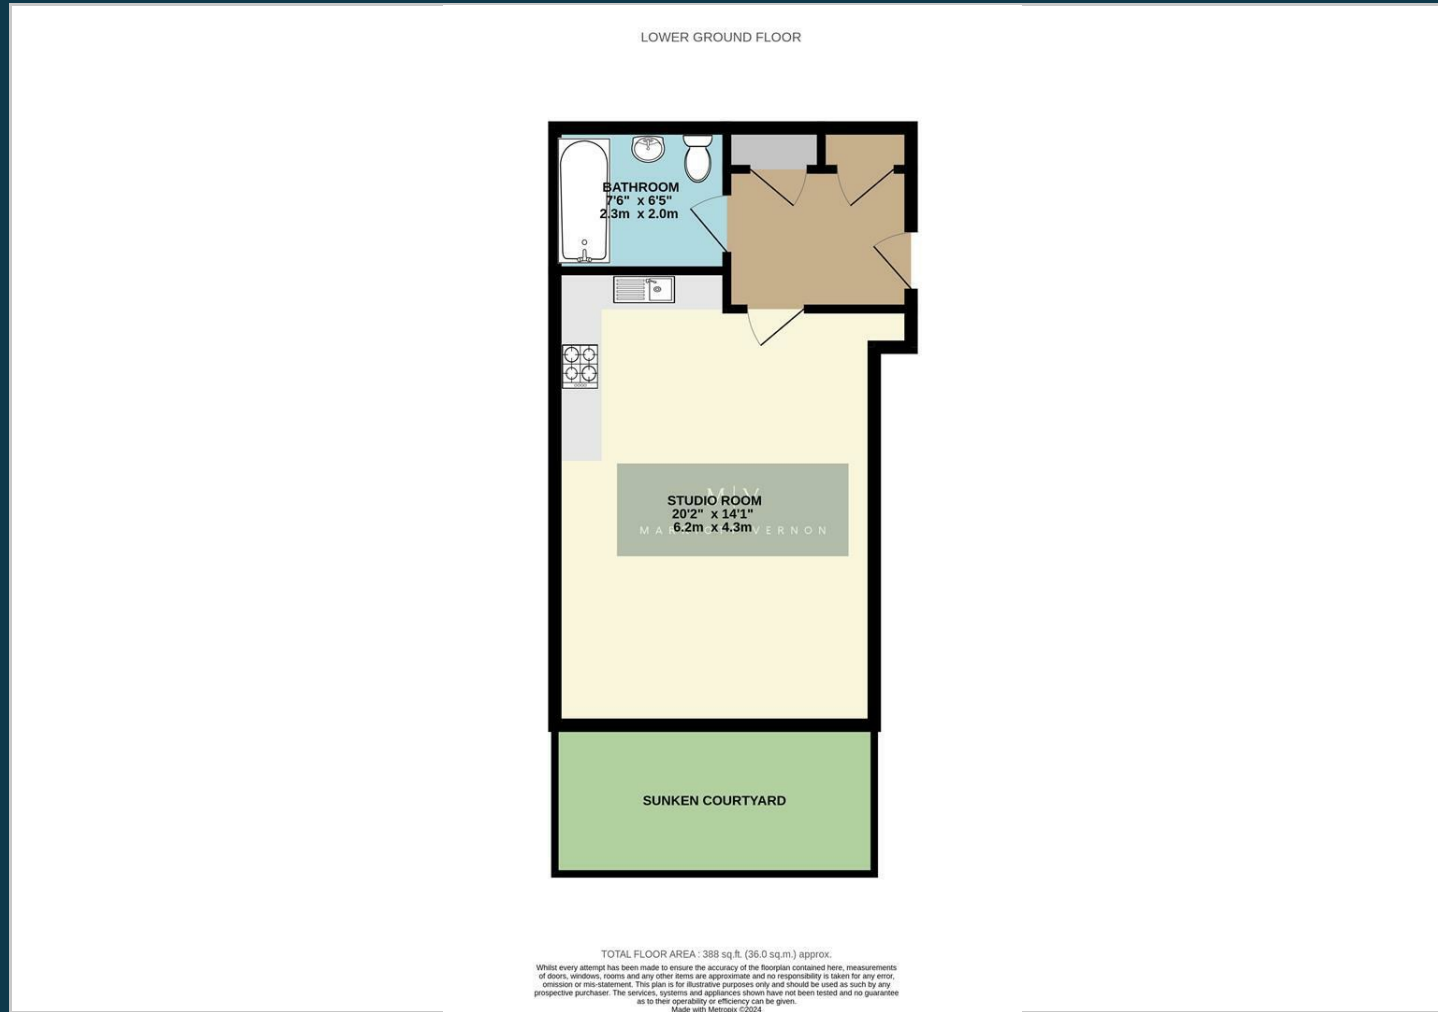 LOWER GROUND FLOOR
BATHROOM
7'6" x 6'5"
2.3m x 2.0m
STUDIO ROOM
20'2" x 14'1"
6.2m x 4.3m
VERNON
SUNKEN COURTYARD
TOTAL FLOOR AREA : 388 sq.ft. (36.0 sq.m.) approx.
Whilst every attempt has been made to ensure the accuracy of the floorplan contained here, measurements
of doors, windows, rooms and any other items are approximate and no responsibility is taken for any error,
omission or mis-statement. This plan is for illustrative purposes only and should be used as such by any
prospective purchaser. The services, systems and appliances shown have not been tested and no guarantee
as to their operability or efficiency can be given.
Made with Metropix ©2024